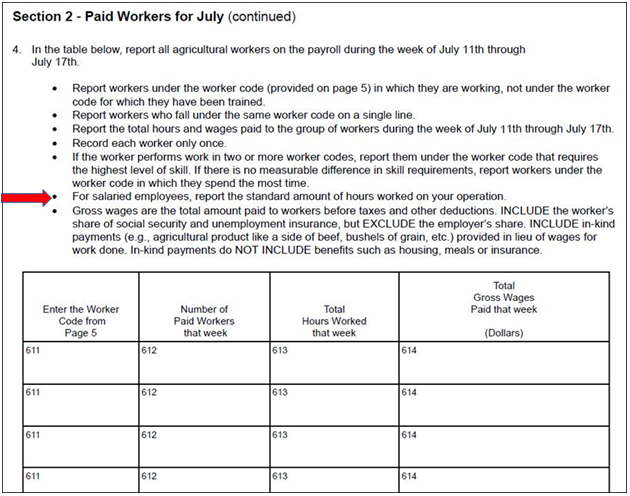 Section 2 - Paid Workers for July (continued)
4. In the table below, report all agricultural workers on the payroll during the week of July 11th through
July 17th.
• Report workers under the worker code (provided on page 5) in which they are working, not under the worker
code for which they have been trained.
• Report workers who fall under the same worker code on a single line.
• Report the total hours and wages paid to the group of workers during the week of July 11th through July 17th.
• Record each worker only once.
• If the worker performs work in two or more worker codes, report them under the worker code that requires
the highest level of skill. If there is no measurable difference in skill requirements, report workers under the
worker code in which they spend the most time.
• For salaried employees, report the standard amount of hours worked on your operation.
• Gross wages are the total amount paid to workers before taxes and other deductions. INCLUDE the worker's
share of social security and unemployment insurance, but EXCLUDE the employer's share. INCLUDE in-kind
payments (e.g., agricultural product like a side of beef, bushels of grain, etc.) provided in lieu of wages for
work done. In-kind payments do NOT INCLUDE benefits such as housing, meals or insurance.
Enter the Worker
Code from
Page 5
Number of
Paid Workers
that week
Total
Hours Worked
that week
Total
Gross Wages
Paid that week
(Dollars)
611 612 613 614
611 612 613 614
611 612 613 614
611 612 613 614